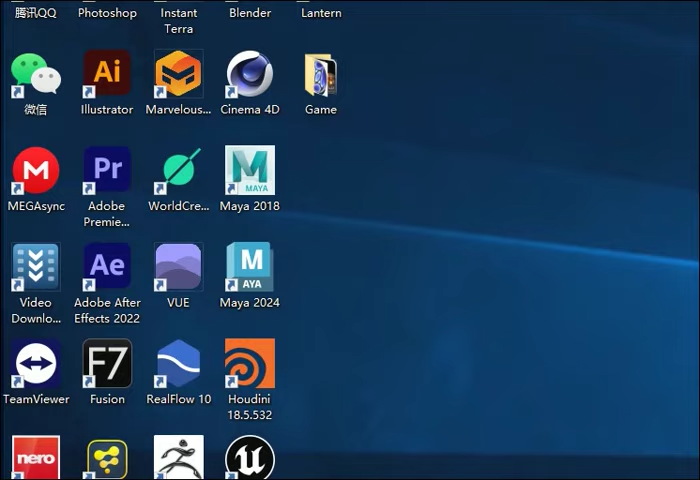 腾讯QQ
Photoshop
Instant
Terra
Blender
Lantern
微信
Ai
Illustrator
Marvelous...
Cinema 4D
Game
MEGAsync
M
Pr
Adobe
Premie...
WorldCre...
M
MAYA
Maya 2018
Video
Downlo...
Ae
Adobe After
Effects 2022
VUE
M
AYA
Maya 2024
TeamViewer
F7
Fusion
RealFlow 10
Houdini
18.5.532
nero